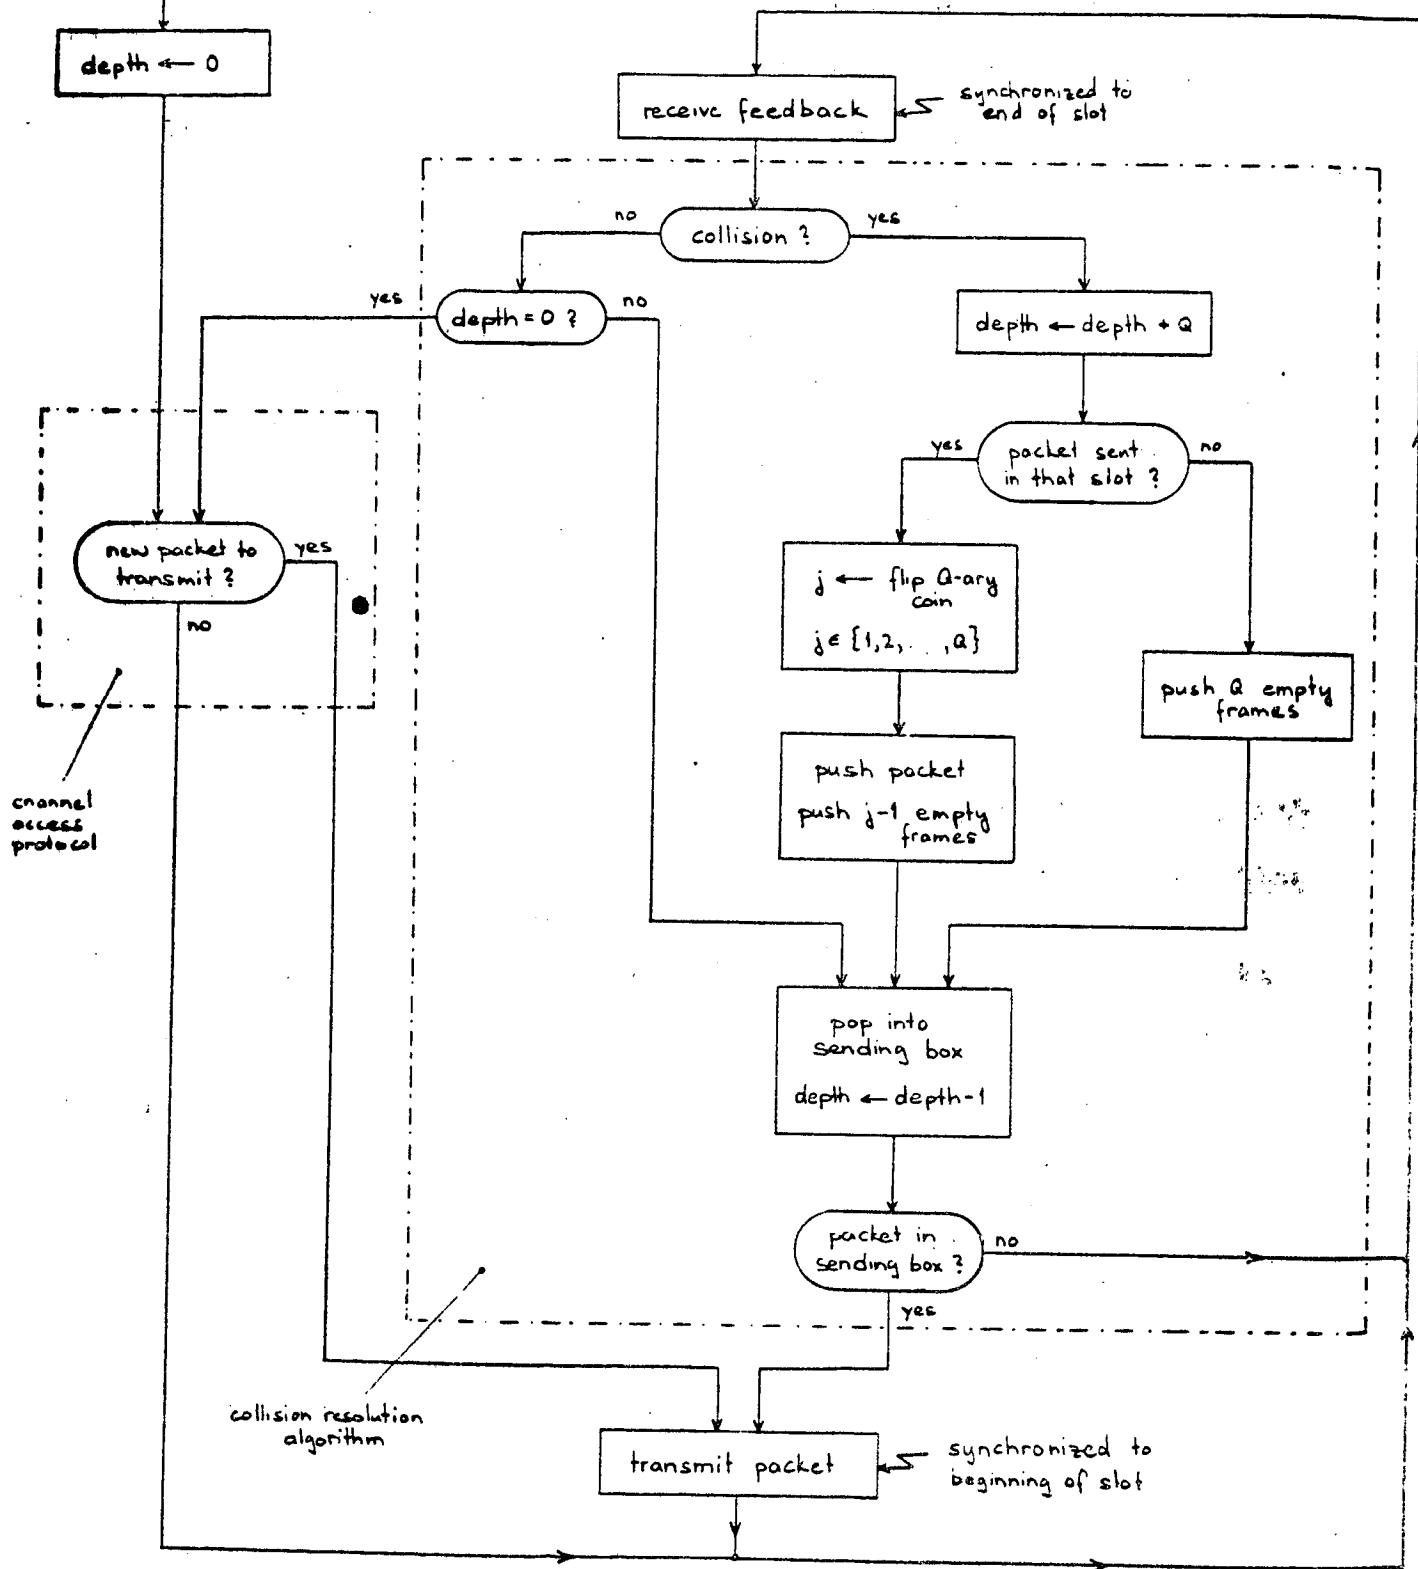 depth ← 0
receive feedback
synchronized to
end of slot
collision ?
no
yes
depth = 0 ?
yes
no
depth ← depth + Q
packet sent
in that slot ?
yes
no
new packet to
transmit ?
yes
no
j ← flip Q-ary
coin
j ∈ {1,2, . . , Q}
push Q empty
frames
push packet
push j-1 empty
frames
channel
access
protocol
pop into
sending box
depth ← depth-1
packet in
sending box ?
no
yes
collision resolution
algorithm
transmit packet
synchronized to
beginning of slot